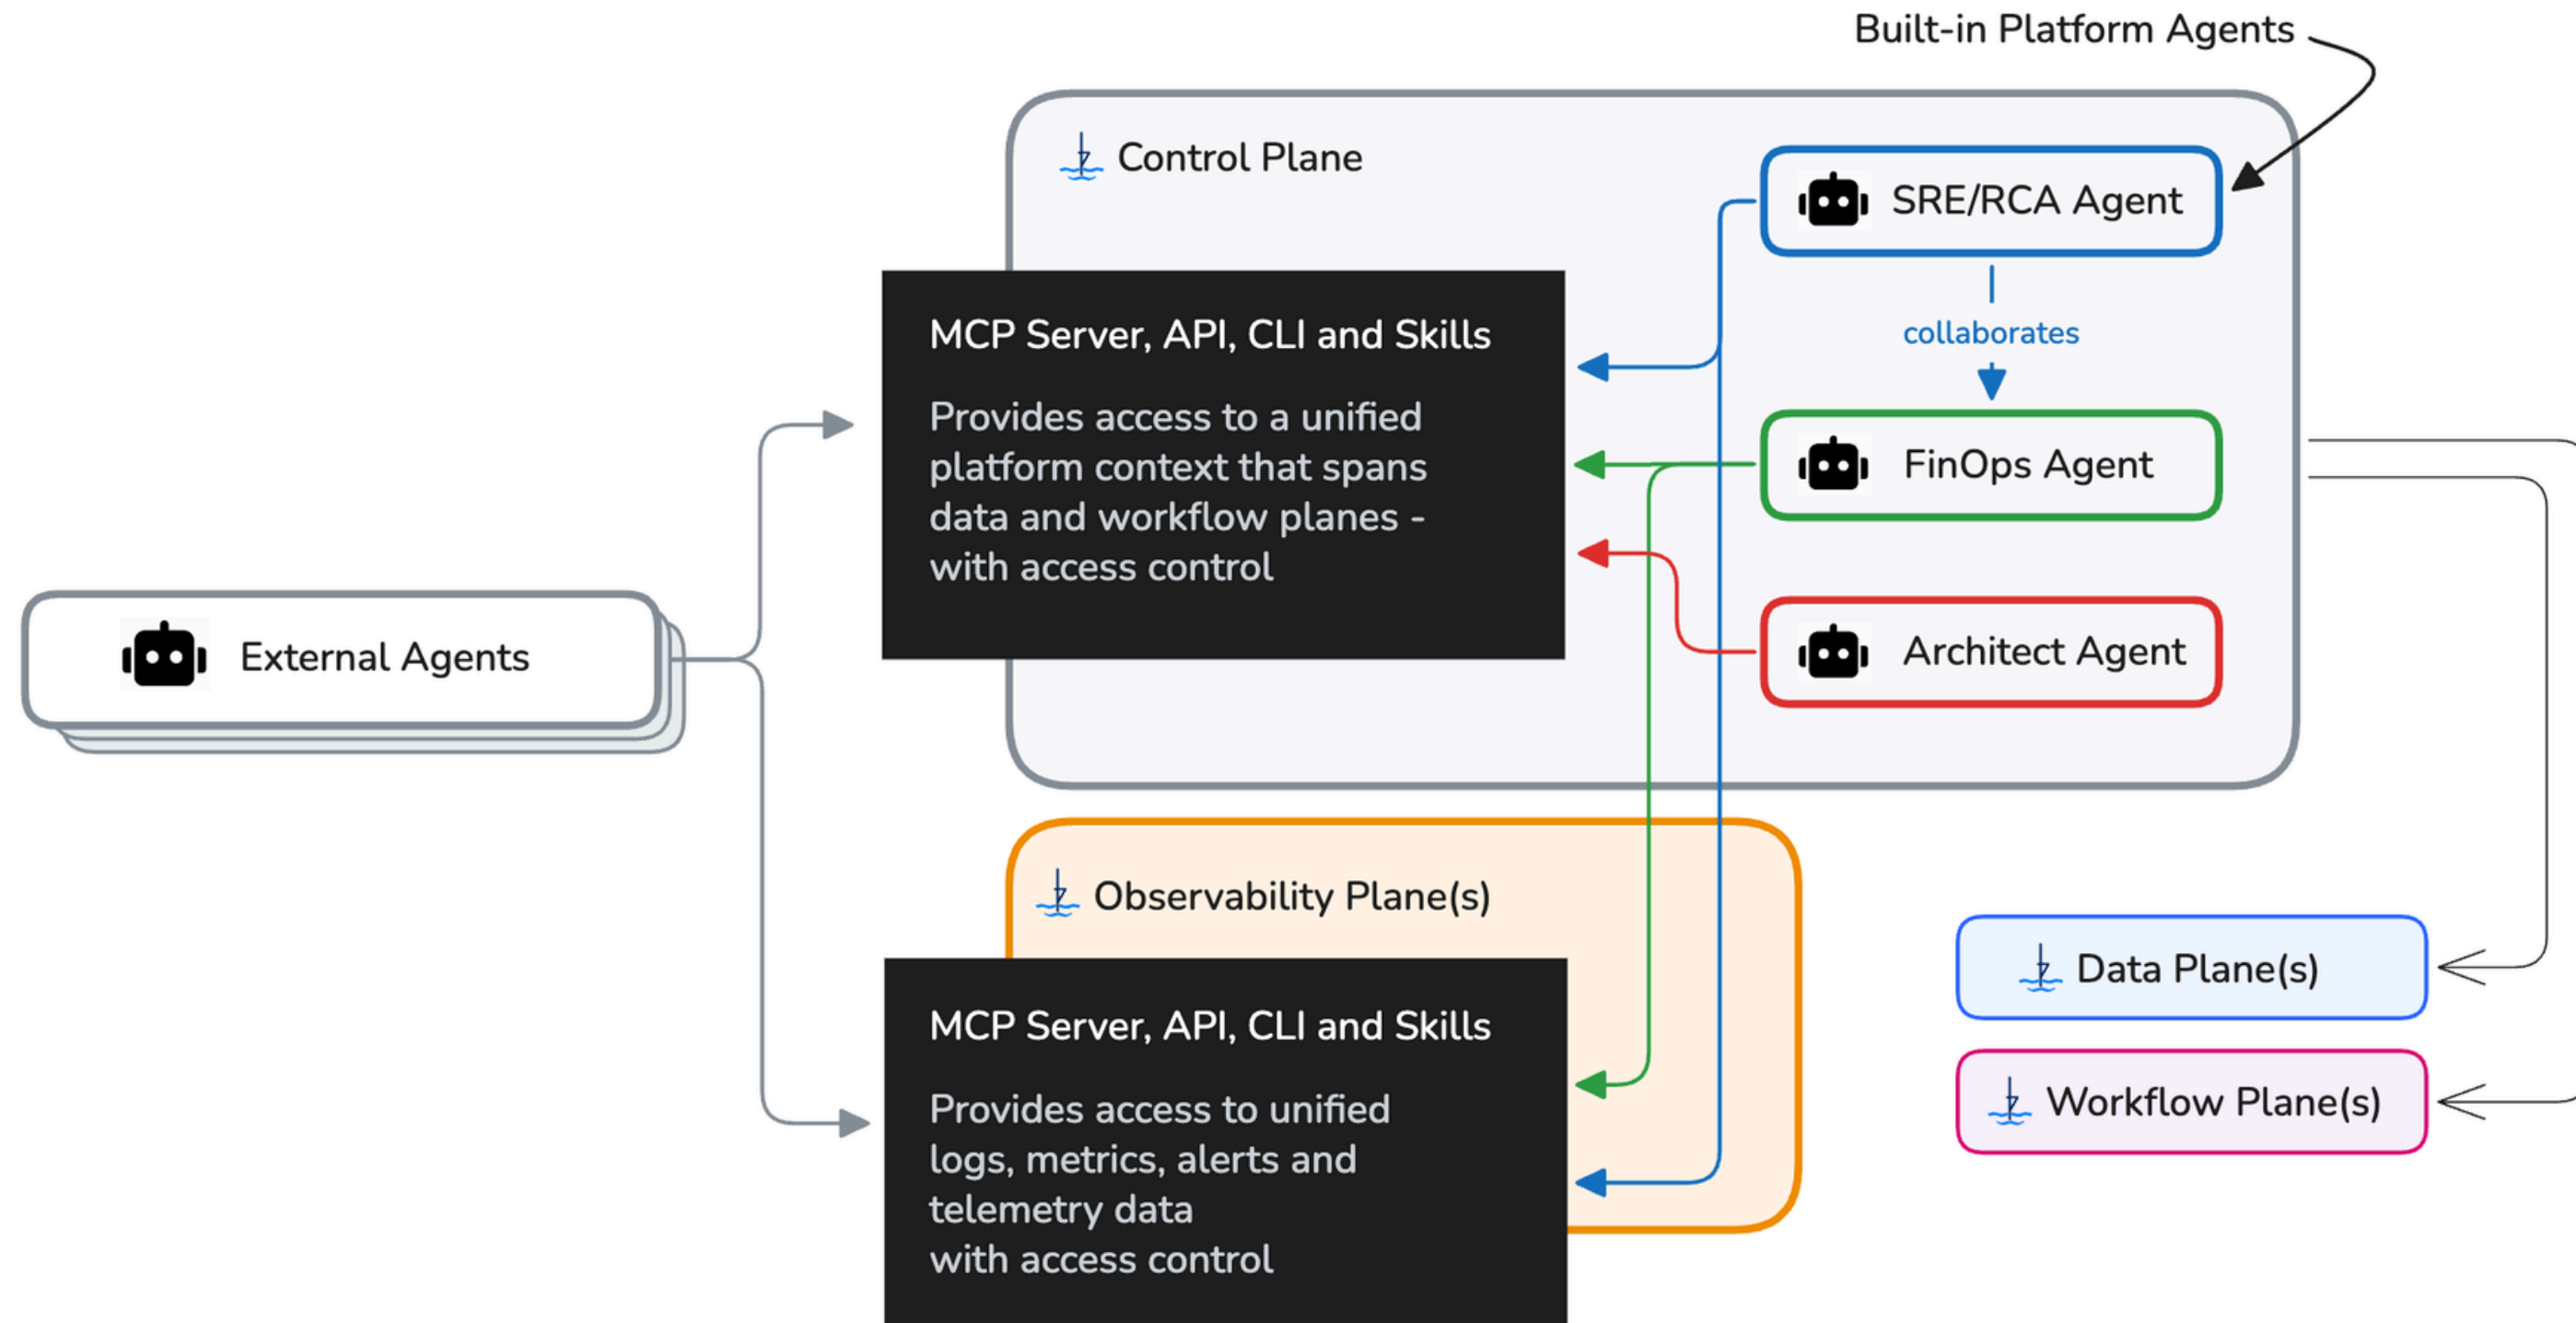 Built-in Platform Agents
Control Plane
SRE/RCA Agent
collaborates
FinOps Agent
Architect Agent
MCP Server, API, CLI and Skills
Provides access to a unified
platform context that spans
data and workflow planes -
with access control
External Agents
Observability Plane(s)
MCP Server, API, CLI and Skills
Provides access to unified
logs, metrics, alerts and
telemetry data
with access control
Data Plane(s)
Workflow Plane(s)